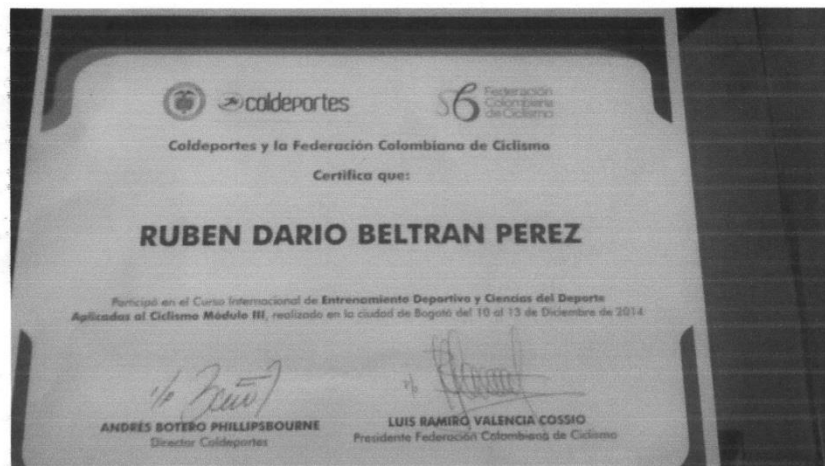 coldeportes
Federación
Colombiana
de Ciclismo
Coldeportes y la Federación Colombiana de Ciclismo
Certifica que:
RUBEN DARIO BELTRAN PEREZ
Participó en el Curso Internacional de Entrenamiento Deportivo y Ciencias del Deporte
Aplicadas al Ciclismo Módulo III, realizado en la ciudad de Bogotá del 10 al 13 de Diciembre de 2014
ANDRÉS BOTERO PHILLIPSBOURNE
Director Coldeportes
LUIS RAMIRO VALENCIA COSSIO
Presidente Federación Colombiana de Ciclismo